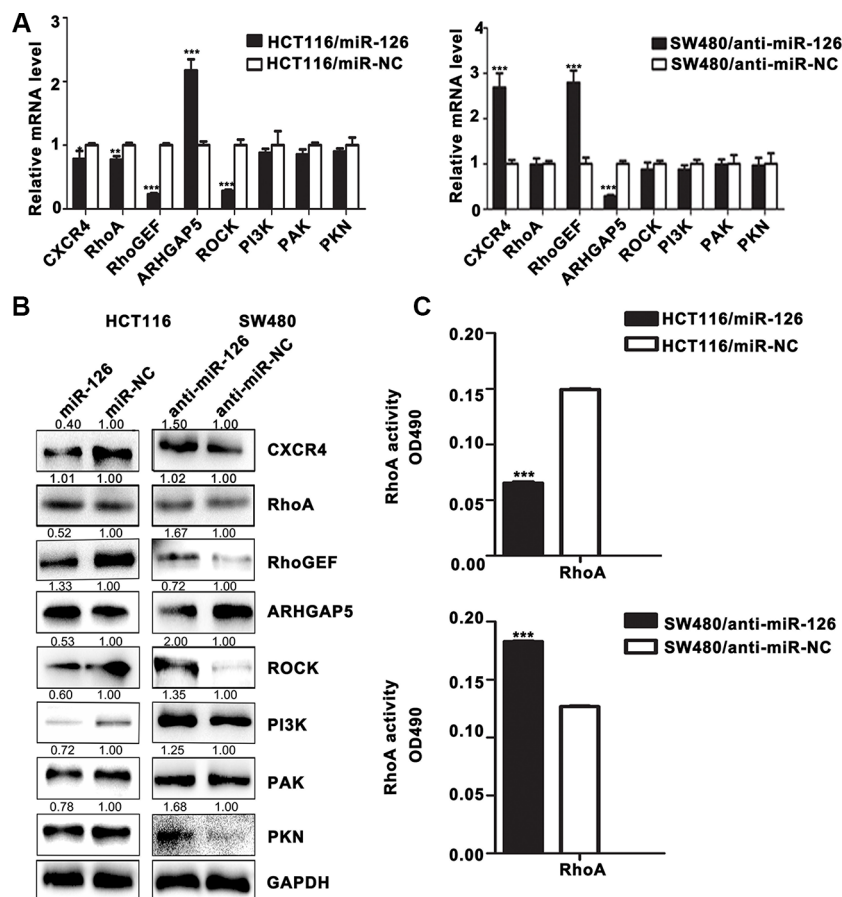 A
Relative mRNA level
3
2
1
0
HCT116/miR-126
HCT116/miR-NC
*
**
***
***
***
CXCR4
RhoA
RhoGEF
ARHGAP5
ROCK
PI3K
PAK
PKN
Relative mRNA level
4
3
2
1
0
SW480/anti-miR-126
SW480/anti-miR-NC
***
***
***
CXCR4
RhoA
RhoGEF
ARHGAP5
ROCK
PI3K
PAK
PKN
B
HCT116 SW480
miR-126 miR-NC anti-miR-126 anti-miR-NC
0.40 1.00 1.50 1.00
CXCR4
1.01 1.00 1.02 1.00
RhoA
0.52 1.00 1.67 1.00
RhoGEF
1.33 1.00 0.72 1.00
ARHGAP5
0.53 1.00 2.00 1.00
ROCK
0.60 1.00 1.35 1.00
PI3K
0.72 1.00 1.25 1.00
PAK
0.78 1.00 1.68 1.00
PKN
GAPDH
C
RhoA activity
OD490
0.20
0.15
0.10
0.05
0.00
HCT116/miR-126
HCT116/miR-NC
***
RhoA
RhoA activity
OD490
0.20
0.15
0.10
0.05
0.00
SW480/anti-miR-126
SW480/anti-miR-NC
***
RhoA